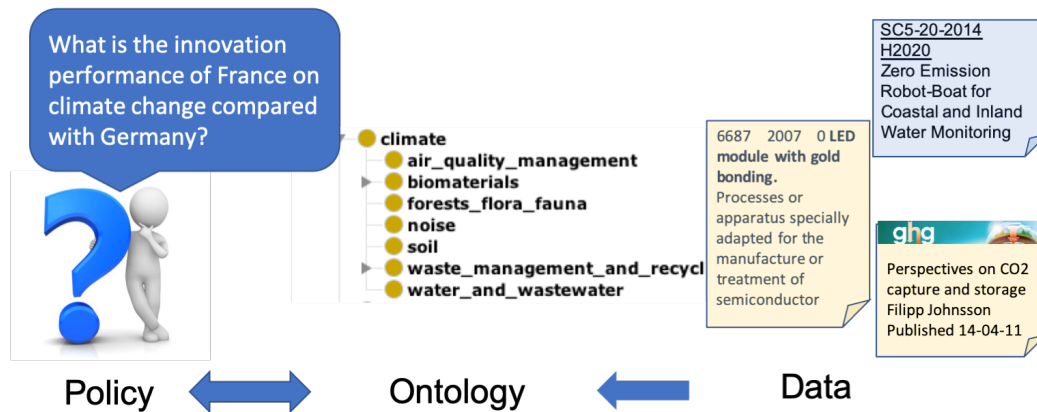 What is the innovation
performance of France on
climate change compared
with Germany?
climate
air_quality_management
biomaterials
forests_flora_fauna
noise
soil
waste_management_and_recycl
water_and_wastewater
6687 2007 0 LED
module with gold
bonding.
Processes or
apparatus specially
adapted for the
manufacture or
treatment of
semiconductor
SC5-20-2014
H2020
Zero Emission
Robot-Boat for
Coastal and Inland
Water Monitoring
ghg
Perspectives on CO2
capture and storage
Filipp Johnsson
Published 14-04-11
Policy
Ontology
Data